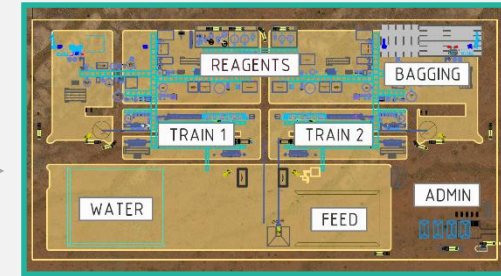 REAGENTS
BAGGING
TRAIN 1
TRAIN 2
WATER
FEED
ADMIN